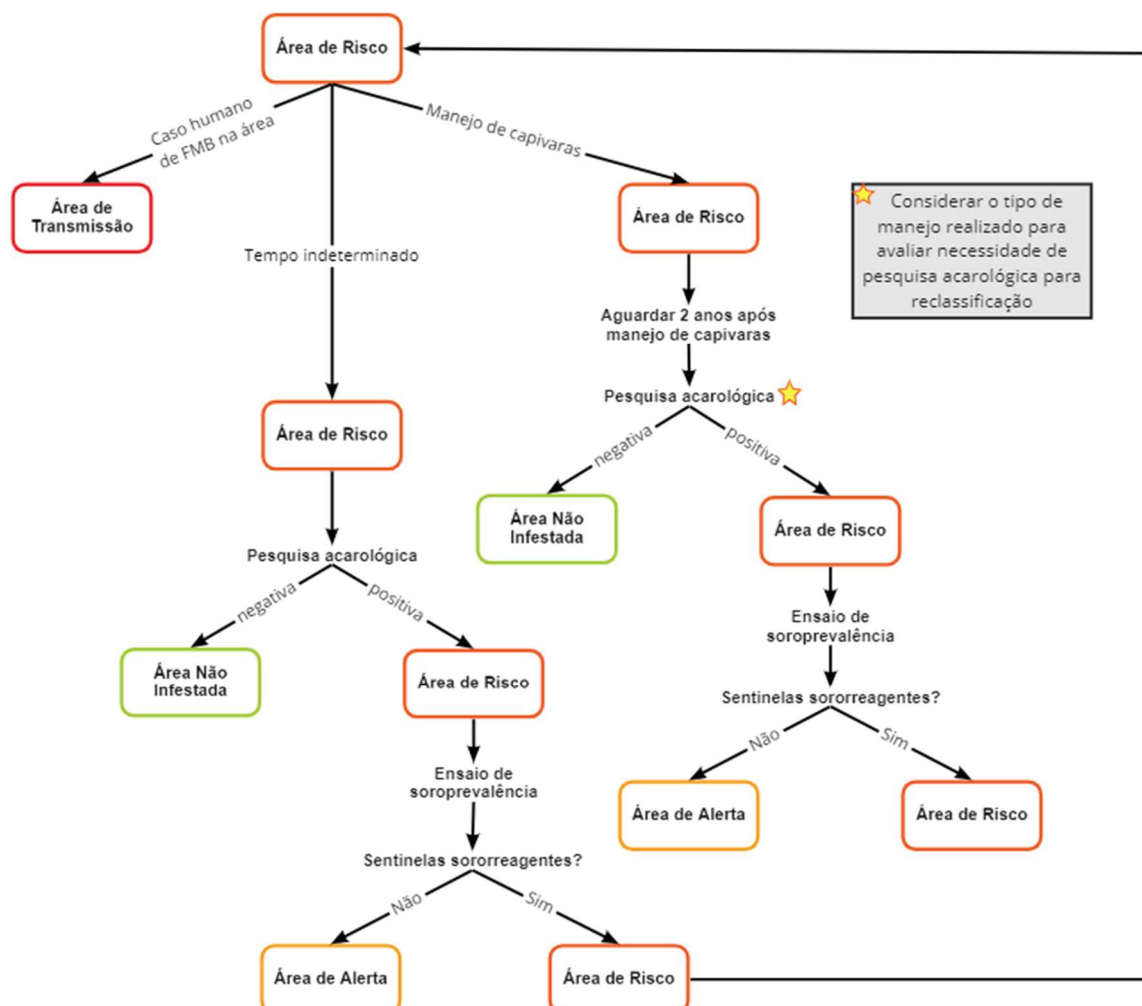 Área de Risco
Caso humano
de FMB na área
Manejo de capivaras
Área de
Transmissão
Tempo indeterminado
Área de Risco
Considerar o tipo de
manejo realizado para
avaliar necessidade de
pesquisa acarológica para
reclassificação
Aguardar 2 anos após
manejo de capivaras
Pesquisa acarológica
negativa
positiva
Área de Risco
Área Não
Infestada
Área de Risco
Pesquisa acarológica
negativa
positiva
Ensaio de
soroprevalência
Área Não
Infestada
Área de Risco
Sentinelas sororreagentes?
Não
Sim
Ensaio de
soroprevalência
Área de Alerta
Área de Risco
Sentinelas sororreagentes?
Não
Sim
Área de Alerta
Área de Risco